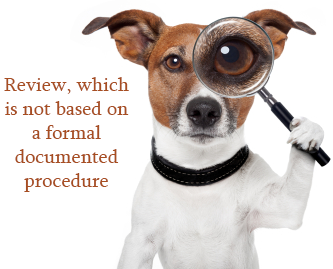 Review, which
is not based on
a formal
documented
procedure